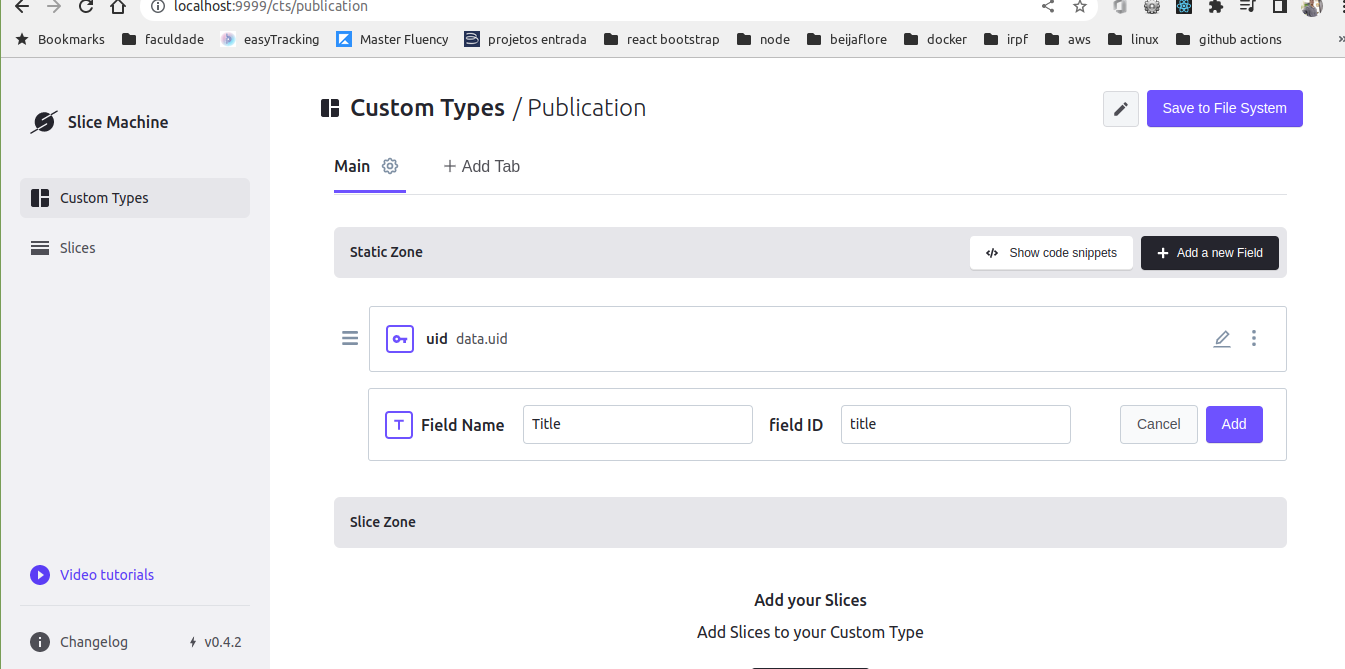 localhost:9999/cts/publication
Bookmarks faculdade easyTracking Master Fluency projetos entrada react bootstrap node beijaflore docker irpf aws linux github actions »
Slice Machine
Custom Types
Slices
Video tutorials
Changelog v0.4.2
Custom Types / Publication
Save to File System
Main + Add Tab
Static Zone
Show code snippets
+ Add a new Field
uid data.uid
T Field Name Title field ID title Cancel Add
Slice Zone
Add your Slices
Add Slices to your Custom Type